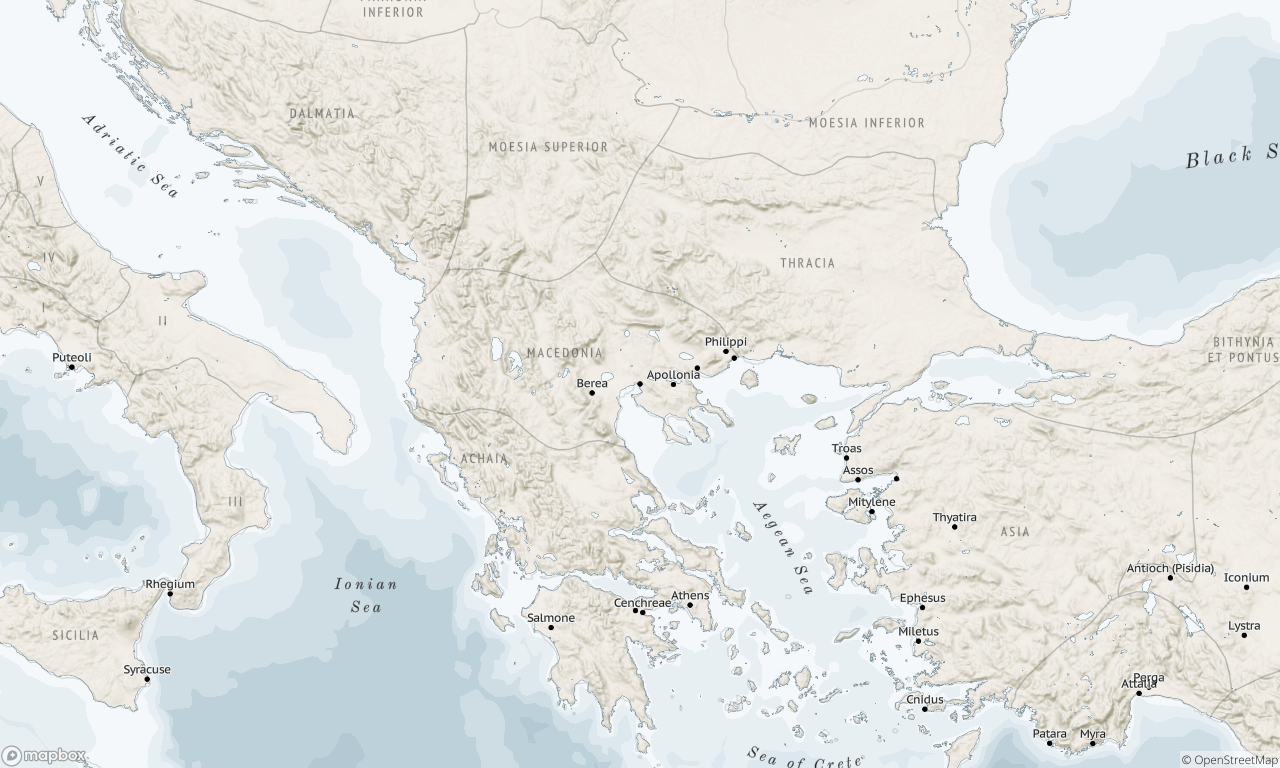 INFERIOR
DALMATIA
MOESIA INFERIOR
Adriatic Sea
MOESIA SUPERIOR
Black S
V
IV
THRACIA
I
II
Philippi
BITHYNIA
ET PONTUS
MACEDONIA
Puteoli
Apollonia
Berea
Troas
ACHAIA
Assos
Mitylene
III
Thyatira
ASIA
Aegean Sea
Antioch (Pisidia)
Iconium
Rhegium
Ionian
Sea
Ephesus
Athens
Cenchreae
Salmone
Lystra
SICILIA
Miletus
Syracuse
Perga
Attalia
Cnidus
Patara
Myra
Sea of Crete
mapbox
© OpenStreetMap